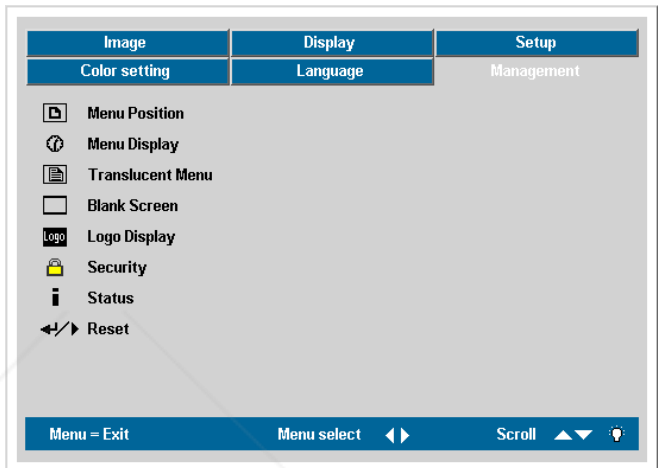 Image Display Setup
Color setting Language Management
Menu Position
Menu Display
Translucent Menu
Blank Screen
Logo Logo Display
Security
i Status
Reset
Menu = Exit Menu select Scroll